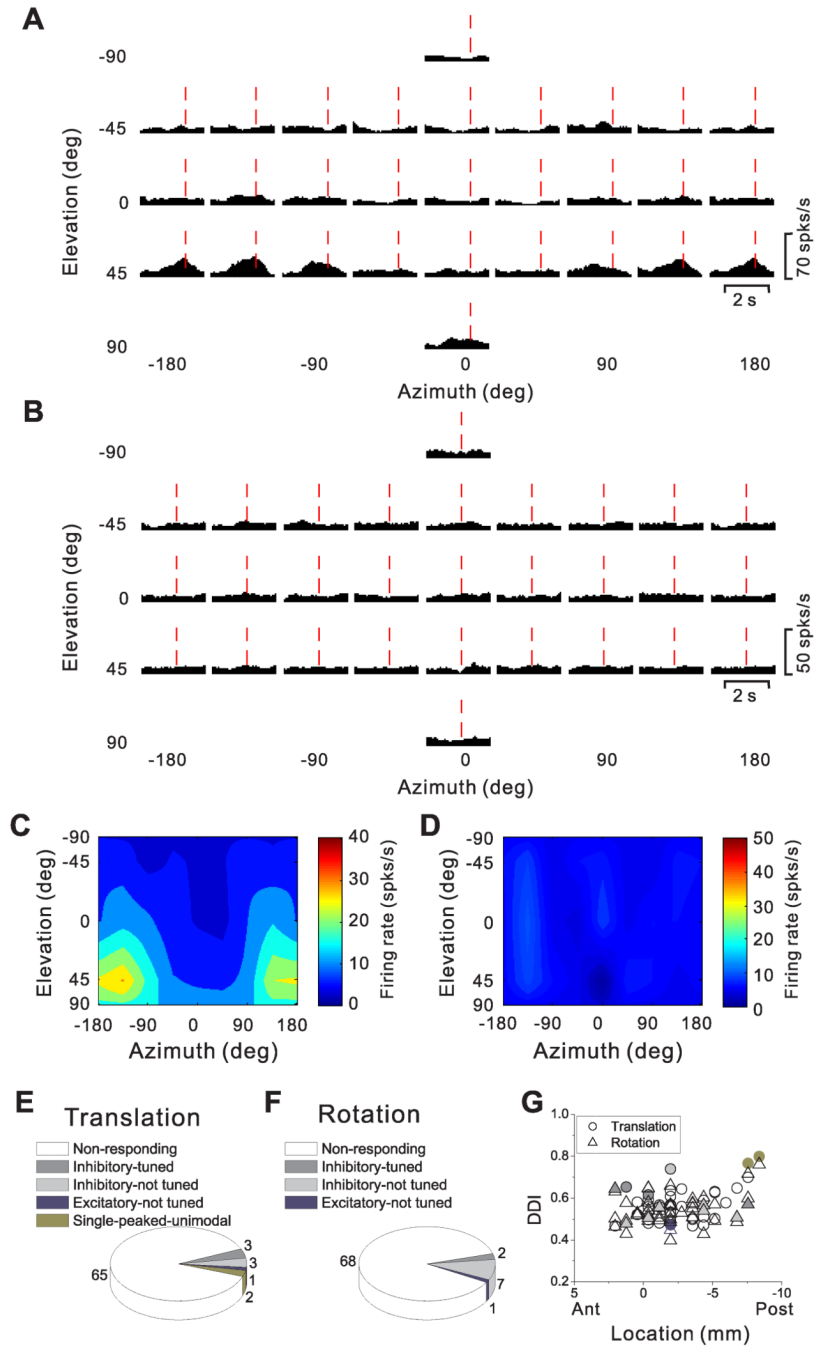 A
-90
-45
0
45
90
Elevation (deg)
70 spks/s
2 s
-180
-90
0
90
180
Azimuth (deg)
B
-90
-45
0
45
90
Elevation (deg)
50 spks/s
2 s
-180
-90
0
90
180
Azimuth (deg)
C
-90
-45
0
45
90
Elevation (deg)
-180
-90
0
90
180
Azimuth (deg)
40
30
20
10
0
Firing rate (spks/s)
D
-90
-45
0
45
90
Elevation (deg)
-180
-90
0
90
180
Azimuth (deg)
50
40
30
20
10
0
Firing rate (spks/s)
E
Translation
Non-responding
Inhibitory-tuned
Inhibitory-not tuned
Excitatory-not tuned
Single-peaked-unimodal
65
3
3
1
2
F
Rotation
Non-responding
Inhibitory-tuned
Inhibitory-not tuned
Excitatory-not tuned
68
2
7
1
G
Translation
Rotation
1.0
0.8
0.6
0.4
0.2
DDI
5
0
-5
-10
Ant
Post
Location (mm)